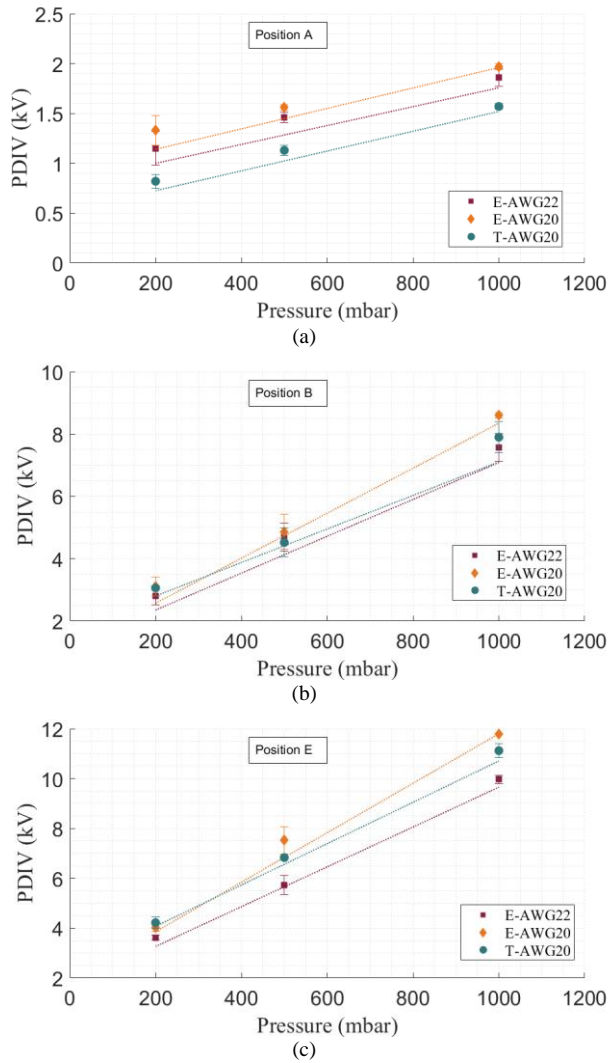 2.5
Position A
2
1.5
PDIV (kV)
1
E-AWG22
0.5
E-AWG20
T-AWG20
0
0 200 400 600 800 1000 1200
Pressure (mbar)
(a)
10
Position B
8
PDIV (kV)
6
E-AWG22
4
E-AWG20
T-AWG20
2
0 200 400 600 800 1000 1200
Pressure (mbar)
(b)
12
Position E
10
8
PDIV (kV)
6
E-AWG22
4
E-AWG20
T-AWG20
2
0 200 400 600 800 1000 1200
Pressure (mbar)
(c)